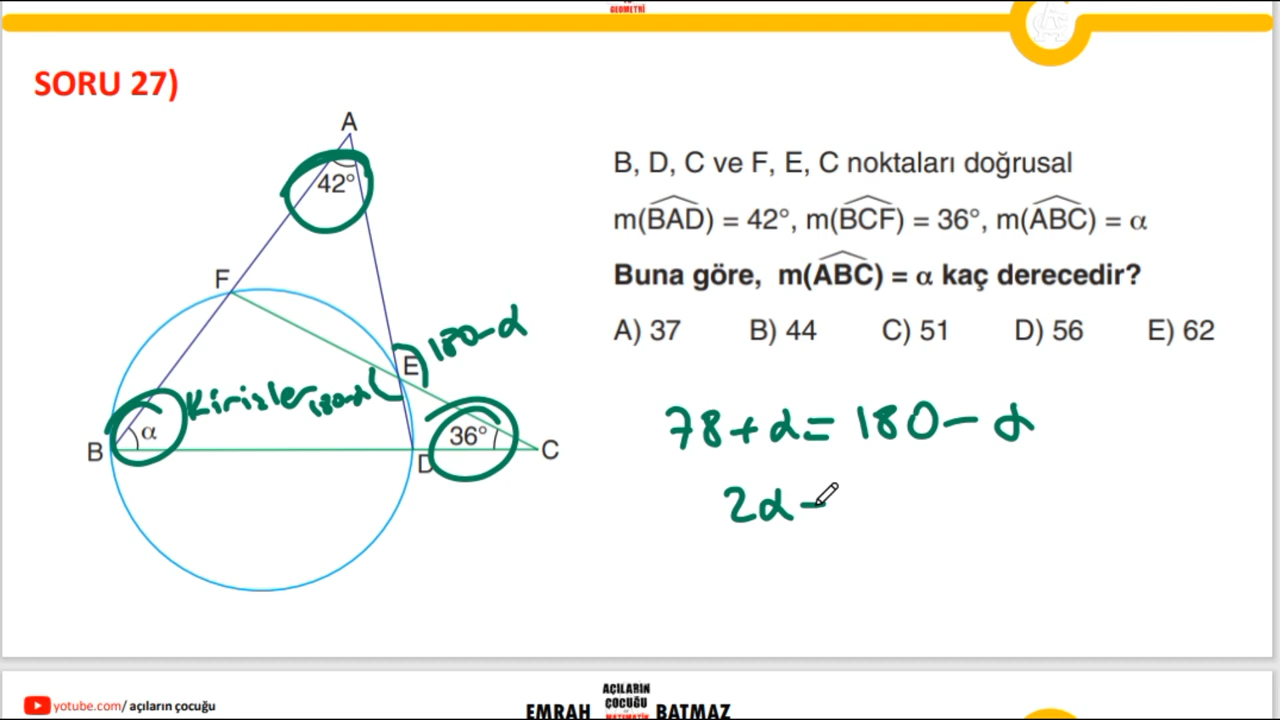 GEOMETRİ
SORU 27)
A
42°
F
E
180-α
Kirişler 180-α
B
α
36°
D
C
B, D, C ve F, E, C noktaları doğrusal
m(BAD) = 42°, m(BCF) = 36°, m(ABC) = α
Buna göre, m(ABC) = α kaç derecedir?
A) 37 B) 44 C) 51 D) 56 E) 62
78+α=180-α
2α-
yotube.com/ açıların çocuğu
EMRAH
AÇILARIN
ÇOCUĞU
MATEMATİK
BATMAZ